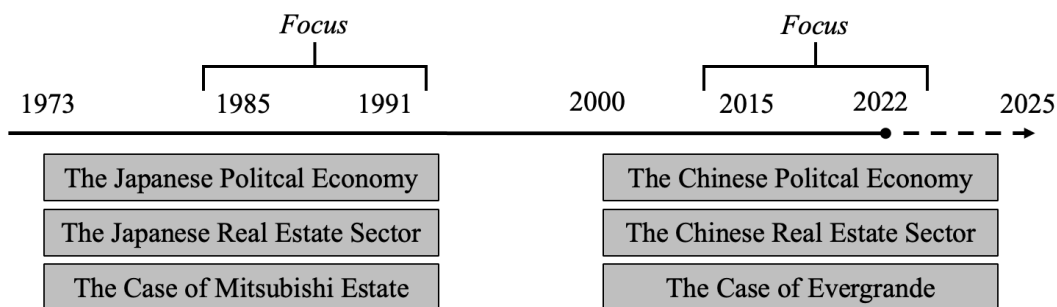 Focus Focus
1973 1985 1991 2000 2015 2022 2025
The Japanese Politcal Economy The Chinese Politcal Economy
The Japanese Real Estate Sector The Chinese Real Estate Sector
The Case of Mitsubishi Estate The Case of Evergrande